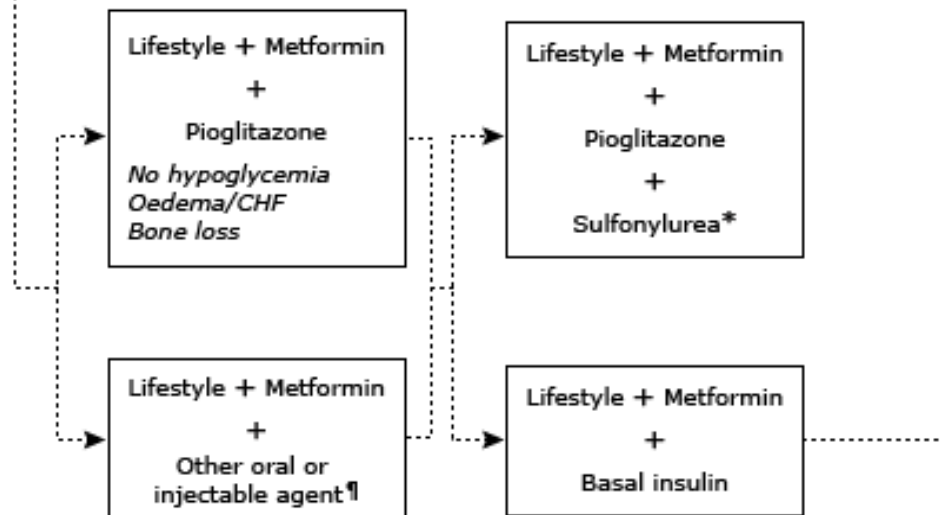 Lifestyle + Metformin
+
Pioglitazone
No hypoglycemia
Oedema/CHF
Bone loss
Lifestyle + Metformin
+
Pioglitazone
+
Sulfonylurea*
Lifestyle + Metformin
+
Other oral or
injectable agent¶
Lifestyle + Metformin
+
Basal insulin